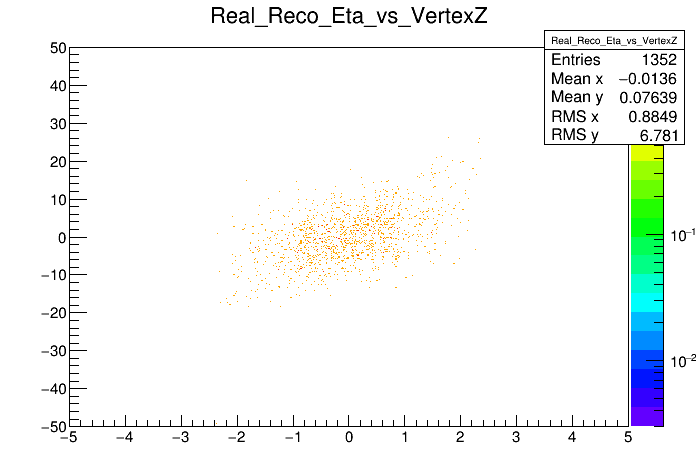 Real_Reco_Eta_vs_VertexZ
Real_Reco_Eta_vs_VertexZ
Entries 1352
Mean x −0.0136
Mean y 0.07639
RMS x 0.8849
RMS y 6.781
50
40
30
20
10
0
−10
−20
−30
−40
−50
−5 −4 −3 −2 −1 0 1 2 3 4 5
10⁻¹
10⁻²